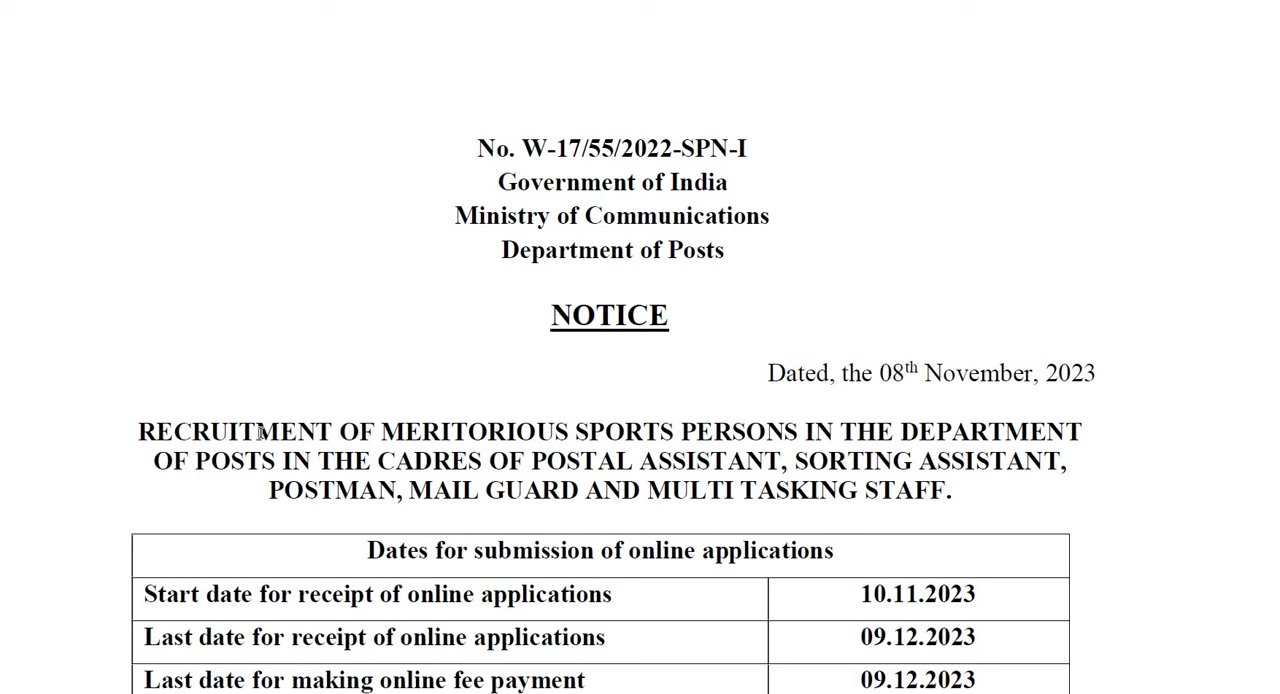 No. W-17/55/2022-SPN-I
Government of India
Ministry of Communications
Department of Posts
NOTICE
Dated, the 08th November, 2023
RECRUITMENT OF MERITORIOUS SPORTS PERSONS IN THE DEPARTMENT
OF POSTS IN THE CADRES OF POSTAL ASSISTANT, SORTING ASSISTANT,
POSTMAN, MAIL GUARD AND MULTI TASKING STAFF.
Dates for submission of online applications
Start date for receipt of online applications 10.11.2023
Last date for receipt of online applications 09.12.2023
Last date for making online fee payment 09.12.2023